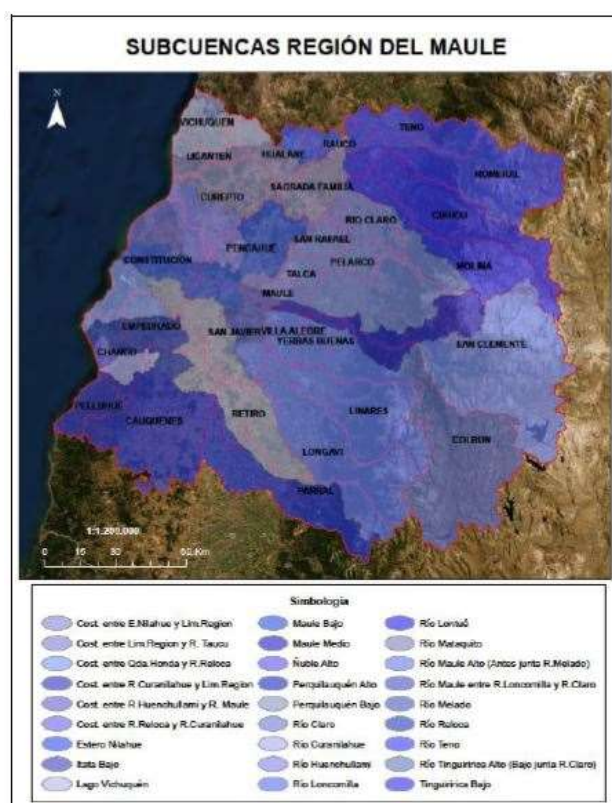 SUBCUENCAS REGIÓN DEL MAULE
N
VICHUQUEN
TENO
RAUCO
LICANTEN
HUALAÑE
ROMERAL
SAGRADA FAMILIA
CUREPTO
RIO CLARO
CURICO
PENCAHUE
SAN RAFAEL
CONSTITUCIÓN
PELARCO
MOLINA
TALCA
MAULE
EMPEDRADO
SAN JAVIER
VILLA ALEGRE
YERBAS BUENAS
SAN CLEMENTE
CHANCO
PELLUHUE
CAUQUENES
RETIRO
LINARES
COLBUN
LONGAVI
PARRAL
1:1.200.000
0 15 30 60 Km
Simbología
Cost. entre E.Nilahue y Lim.Region
Cost. entre Lim.Region y R. Taucu
Cost. entre Qda.Honda y R.Reloca
Cost. entre R.Curanilahue y Lim.Region
Cost. entre R.Huenchullami y R. Maule
Cost. entre R.Reloca y R.Curanilahue
Estero Nilahue
Itata Bajo
Lago Vichuquén
Maule Bajo
Maule Medio
Ñuble Alto
Perquilauquén Alto
Perquilauquén Bajo
Río Claro
Río Curanilahue
Río Huenchullami
Río Loncomilla
Río Lontué
Río Mataquito
Río Maule Alto (Antes junta R.Melado)
Río Maule entre R.Loncomilla y R.Claro
Río Melado
Río Reloca
Río Teno
Río Tinguiririca Alto (Bajo junta R.Claro)
Tinguiririca Bajo